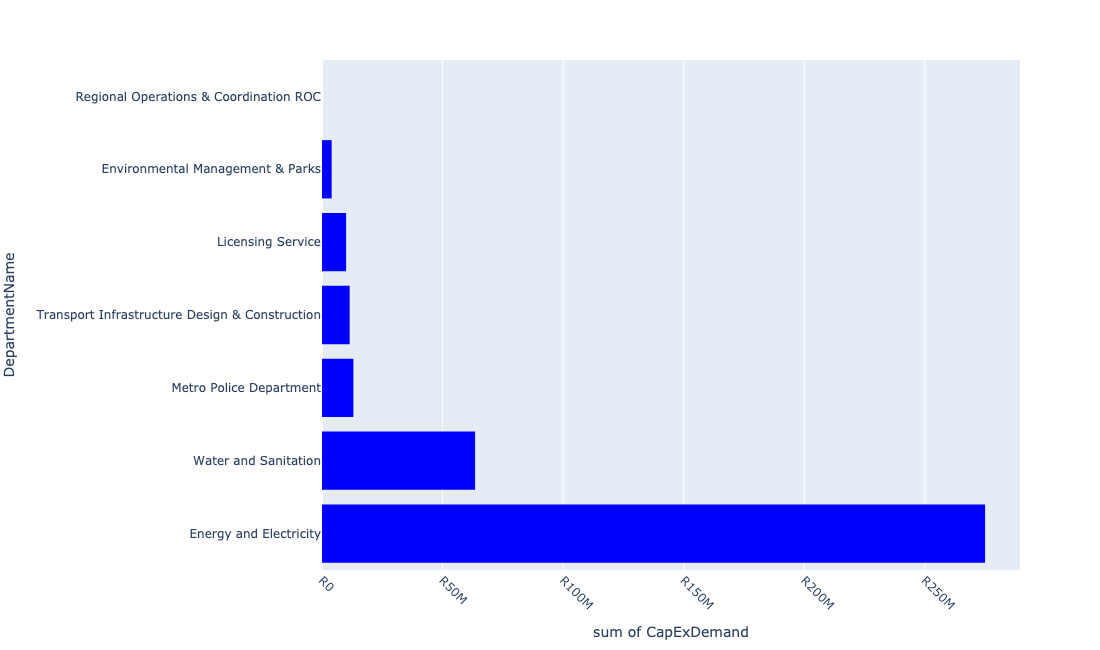 Regional Operations & Coordination ROC
Environmental Management & Parks
Licensing Service
Transport Infrastructure Design & Construction
Metro Police Department
Water and Sanitation
Energy and Electricity
DepartmentName
R0
R50M
R100M
R150M
R200M
R250M
sum of CapExDemand